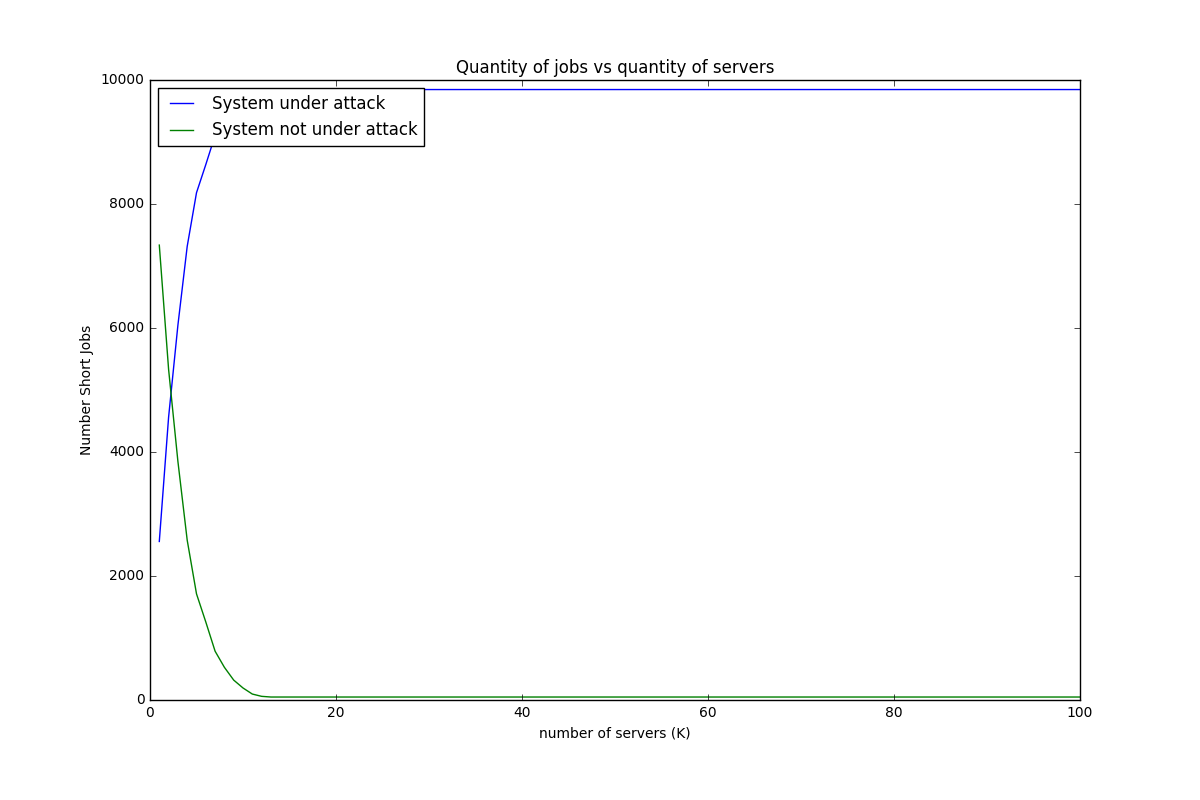 Quantity of jobs vs quantity of servers
System under attack
System not under attack
10000
8000
6000
4000
2000
0
Number Short Jobs
0 20 40 60 80 100
number of servers (K)